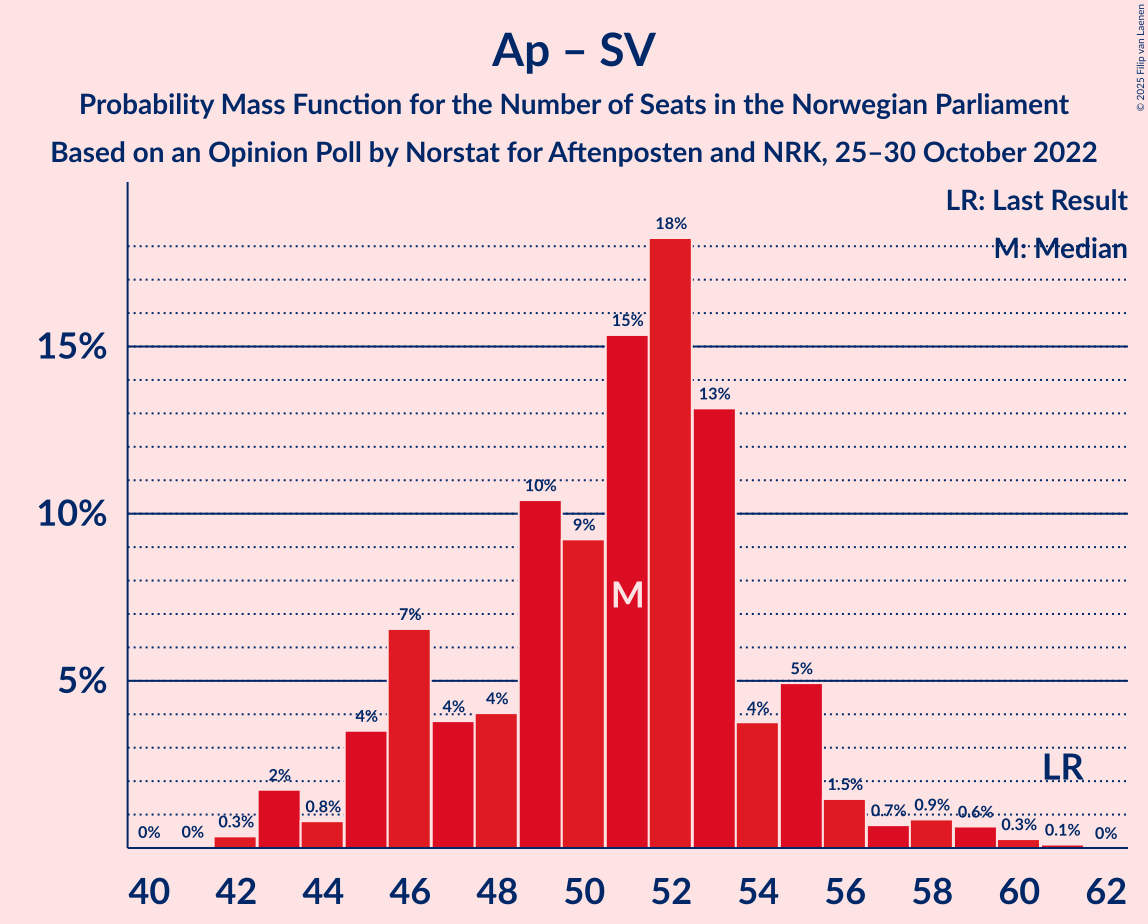 Ap – SV
Probability Mass Function for the Number of Seats in the Norwegian Parliament
Based on an Opinion Poll by Norstat for Aftenposten and NRK, 25–30 October 2022
© 2025 Filip van Laenen
LR: Last Result
M: Median
18%
15%
15%
13%
10%
10%
9%
M
7%
5%
5%
4%
4%
4%
4%
LR
2%
1.5%
0.8%
0.7%
0.9%
0.6%
0%
0%
0.3%
0.3%
0.1%
0%
40 42 44 46 48 50 52 54 56 58 60 62